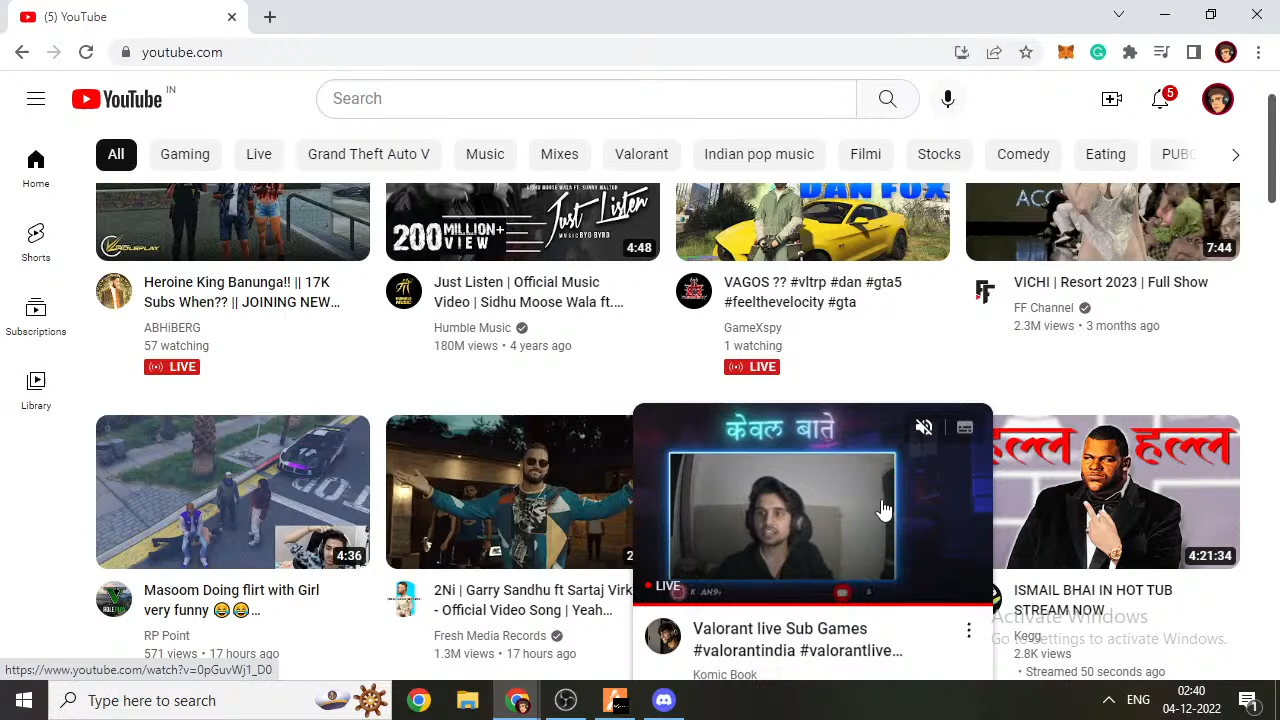 (5) YouTube
youtube.com
YouTube IN
Search
5
All Gaming Live Grand Theft Auto V Music Mixes Valorant Indian pop music Filmi Stocks Comedy Eating
Home
Shorts
Subscriptions
Library
ROLEPLAY
200 MILLION+
VIEW
Just Listen
MUSIC BYG BYRD
4:48
DAN FOX
7:44
Heroine King Banunga!! || 17K
Subs When?? || JOINING NEW…
ABHiBERG
57 watching
LIVE
Just Listen | Official Music
Video | Sidhu Moose Wala ft.…
Humble Music
180M views • 4 years ago
VAGOS ?? #vltrp #dan #gta5
#feelthevelocity #gta
GameXspy
1 watching
LIVE
VICHI | Resort 2023 | Full Show
FF Channel
2.3M views • 3 months ago
4:36
Masoom Doing flirt with Girl
very funny 😂😂…
RP Point
571 views • 17 hours ago
2Ni | Garry Sandhu ft Sartaj Virk
- Official Video Song | Yeah…
Fresh Media Records
1.3M views • 17 hours ago
केवल बाते
LIVE
Valorant live Sub Games
#valorantindia #valorantlive…
Komic Book
हल्ल हल्ल
4:21:34
ISMAIL BHAI IN HOT TUB
STREAM NOW
Kegg
2.8K views
• Streamed 50 seconds ago
Activate Windows
Go to Settings to activate Windows.
https://www.youtube.com/watch?v=0pGuvWj1_D0
Type here to search
ENG
02:40
04-12-2022
1